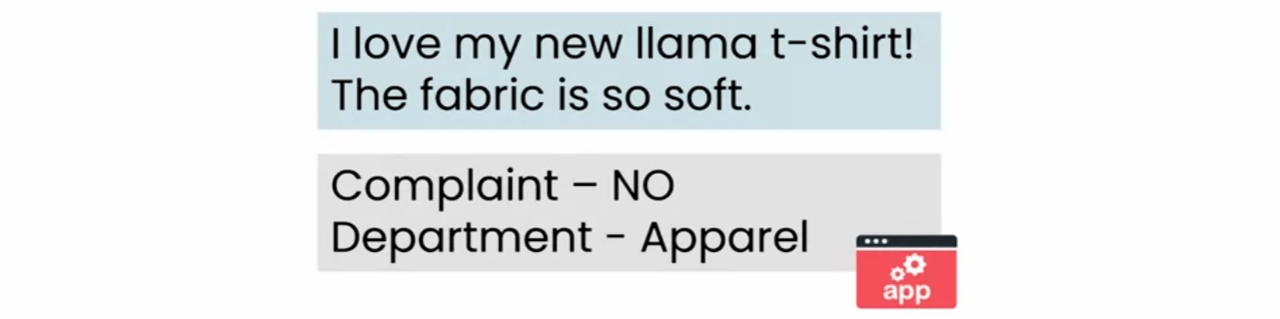 I love my new llama t-shirt!
The fabric is so soft.
Complaint – NO
Department - Apparel
app